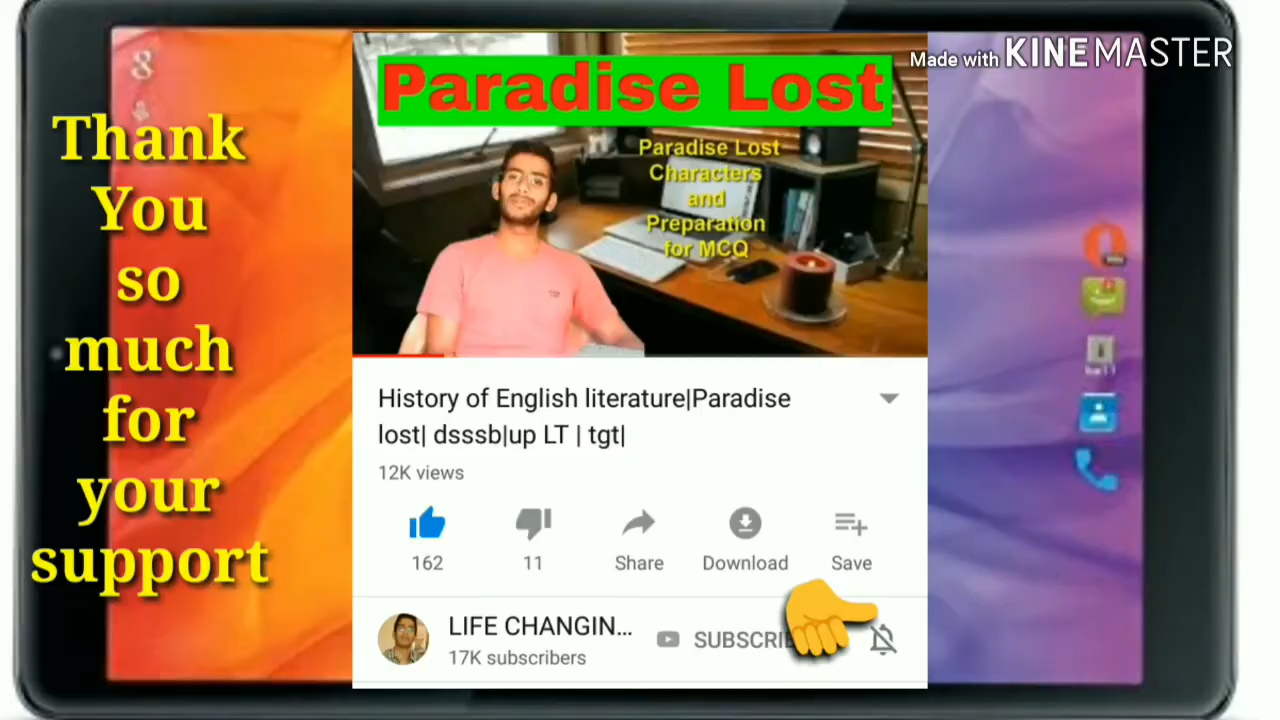 Made with KINEMASTER
Thank
You
so
much
for
your
support
Paradise Lost
Paradise Lost
Characters
and
Preparation
for MCQ
History of English literature|Paradise
lost| dsssb|up LT | tgt|
12K views
162
11
Share
Download
Save
LIFE CHANGIN...
SUBSCRIB
17K subscribers
8